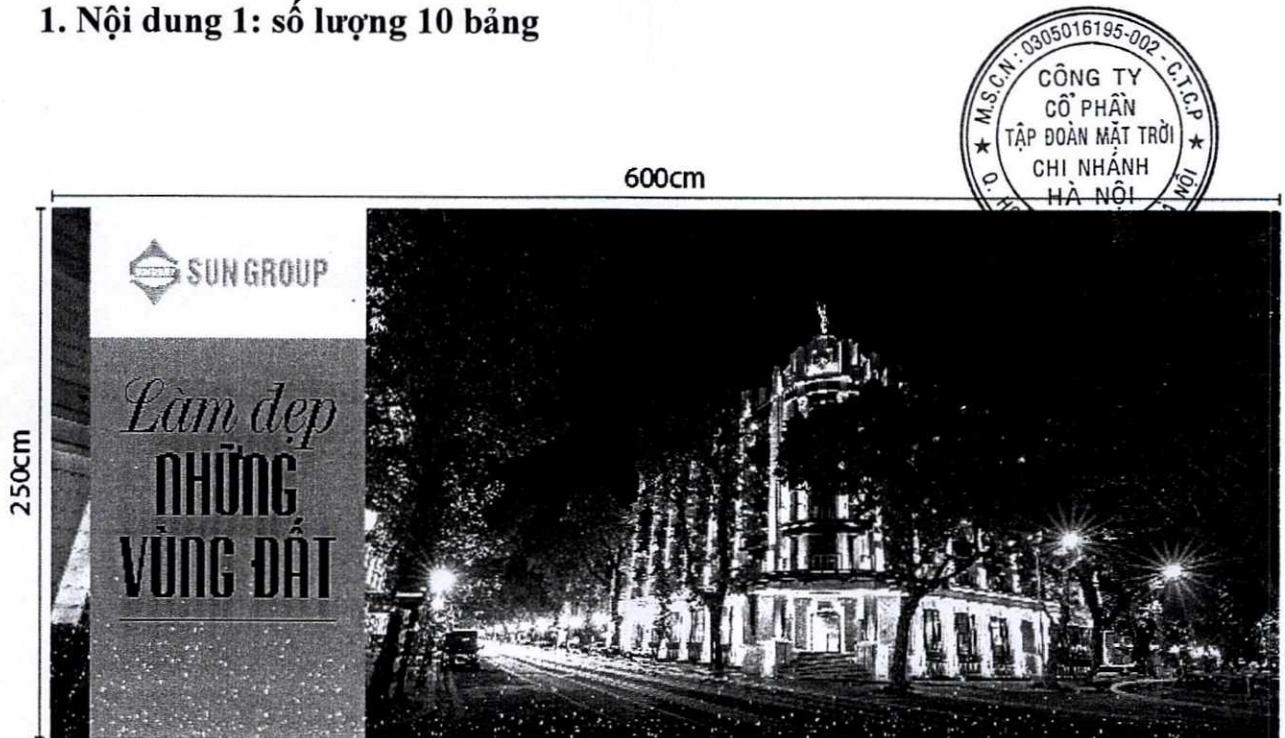 1. Nội dung 1: số lượng 10 bảng
M.S.C.N: 0305016195-002 - C.T.C.P
CÔNG TY
CỔ PHẦN
TẬP ĐOÀN MẶT TRỜI
CHI NHÁNH
HÀ NỘI
600cm
250cm
SUN GROUP
Làm đẹp
NHỮNG
VÙNG ĐẤT